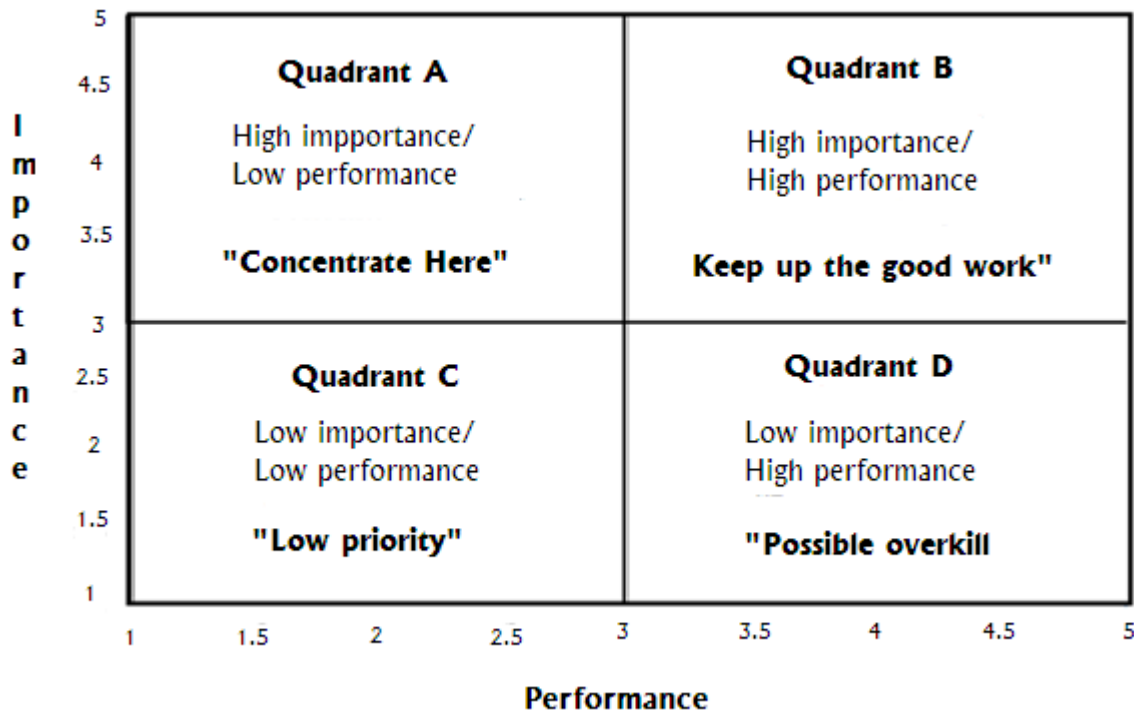 Importance
5
4.5
4
3.5
3
2.5
2
1.5
1
Quadrant A
High impportance/
Low performance
"Concentrate Here"
Quadrant B
High importance/
High performance
Keep up the good work"
Quadrant C
Low importance/
Low performance
"Low priority"
Quadrant D
Low importance/
High performance
"Possible overkill
1 1.5 2 2.5 3 3.5 4 4.5 5
Performance